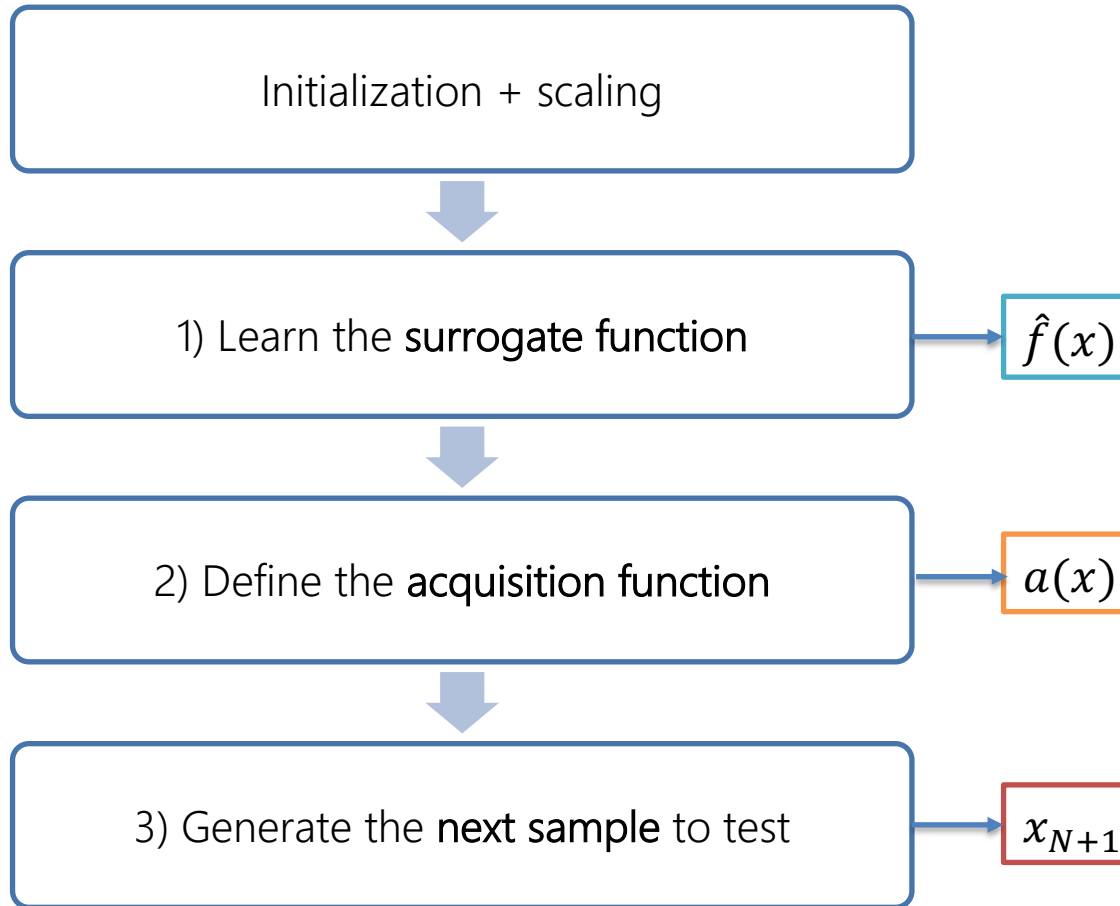 Initialization + scaling
1) Learn the surrogate function
f̂(x)
2) Define the acquisition function
a(x)
3) Generate the next sample to test
x_{N+1}